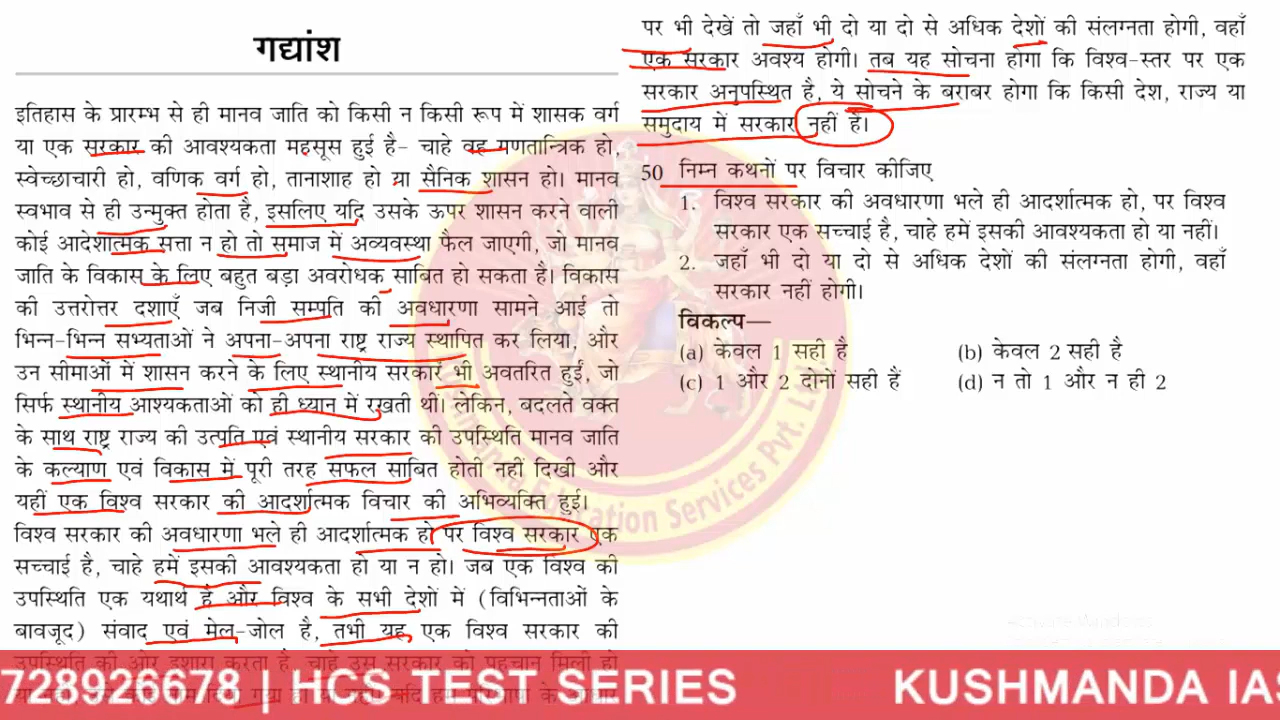 गद्यांश
इतिहास के प्रारम्भ से ही मानव जाति को किसी न किसी रूप में शासक वर्ग
या एक सरकार की आवश्यकता महसूस हुई है– चाहे वह गणतान्त्रिक हो,
स्वेच्छाचारी हो, वणिक वर्ग हो, तानाशाह हो या सैनिक शासन हो। मानव
स्वभाव से ही उन्मुक्त होता है, इसलिए यदि उसके ऊपर शासन करने वाली
कोई आदेशात्मक सत्ता न हो तो समाज में अव्यवस्था फैल जाएगी, जो मानव
जाति के विकास के लिए बहुत बड़ा अवरोधक साबित हो सकता है। विकास
की उत्तरोत्तर दशाएँ जब निजी सम्पति की अवधारणा सामने आई तो
भिन्न-भिन्न सभ्यताओं ने अपना-अपना राष्ट्र राज्य स्थापित कर लिया, और
उन सीमाओं में शासन करने के लिए स्थानीय सरकारें भी अवतरित हुईं, जो
सिर्फ स्थानीय आश्यकताओं को ही ध्यान में रखती थीं। लेकिन, बदलते वक्त
के साथ राष्ट्र राज्य की उत्पति एवं स्थानीय सरकार की उपस्थिति मानव जाति
के कल्याण एवं विकास में पूरी तरह सफल साबित होती नहीं दिखी और
यहीं एक विश्व सरकार की आदर्शात्मक विचार की अभिव्यक्ति हुई।
विश्व सरकार की अवधारणा भले ही आदर्शात्मक हो पर विश्व सरकार एक
सच्चाई है, चाहे हमें इसकी आवश्यकता हो या न हो। जब एक विश्व की
उपस्थिति एक यथार्थ है और विश्व के सभी देशों में (विभिन्नताओं के
बावजूद) संवाद एवं मेल-जोल है, तभी यह एक विश्व सरकार की
उपस्थिति की ओर इशारा करता है, चाहे उस सरकार को पहचान मिली हो
पर भी देखें तो जहाँ भी दो या दो से अधिक देशों की संलग्नता होगी, वहाँ
एक सरकार अवश्य होगी। तब यह सोचना होगा कि विश्व-स्तर पर एक
सरकार अनुपस्थित है, ये सोचने के बराबर होगा कि किसी देश, राज्य या
समुदाय में सरकार नहीं है।
50 निम्न कथनों पर विचार कीजिए
1. विश्व सरकार की अवधारणा भले ही आदर्शात्मक हो, पर विश्व
सरकार एक सच्चाई है, चाहे हमें इसकी आवश्यकता हो या नहीं।
2. जहाँ भी दो या दो से अधिक देशों की संलग्नता होगी, वहाँ
सरकार नहीं होगी।
विकल्प—
(a) केवल 1 सही है (b) केवल 2 सही है
(c) 1 और 2 दोनों सही हैं (d) न तो 1 और न ही 2
728926678 | HCS TEST SERIES KUSHMANDA IAS